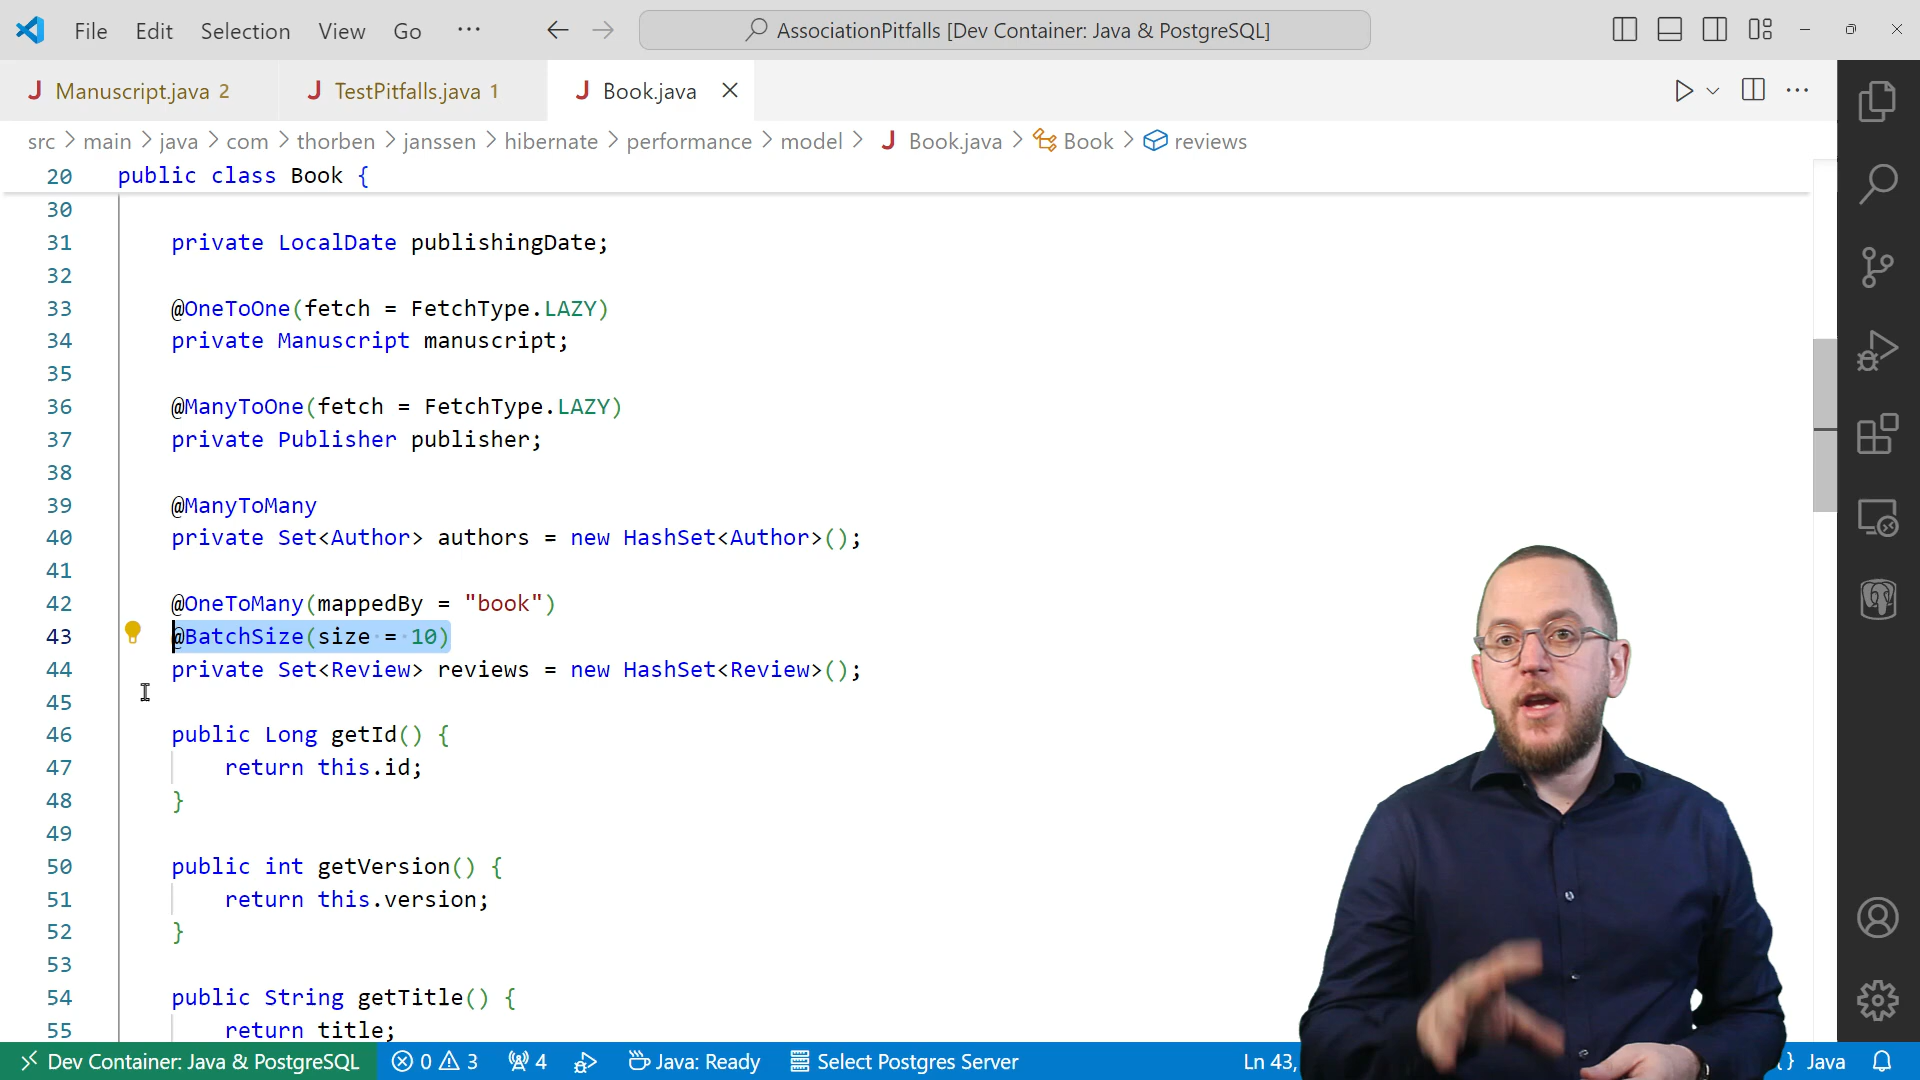 File Edit Selection View Go ··· AssociationPitfalls [Dev Container: Java & PostgreSQL]
J Manuscript.java 2 J TestPitfalls.java 1 J Book.java
src > main > java > com > thorben > janssen > hibernate > performance > model > J Book.java > Book > reviews
20 public class Book {
30
31 private LocalDate publishingDate;
32
33 @OneToOne(fetch = FetchType.LAZY)
34 private Manuscript manuscript;
35
36 @ManyToOne(fetch = FetchType.LAZY)
37 private Publisher publisher;
38
39 @ManyToMany
40 private Set<Author> authors = new HashSet<Author>();
41
42 @OneToMany(mappedBy = "book")
43 @BatchSize(size = 10)
44 private Set<Review> reviews = new HashSet<Review>();
45
46 public Long getId() {
47 return this.id;
48 }
49
50 public int getVersion() {
51 return this.version;
52 }
53
54 public String getTitle() {
55 return title;
Dev Container: Java & PostgreSQL 0 3 4 Java: Ready Select Postgres Server Ln 43, } Java